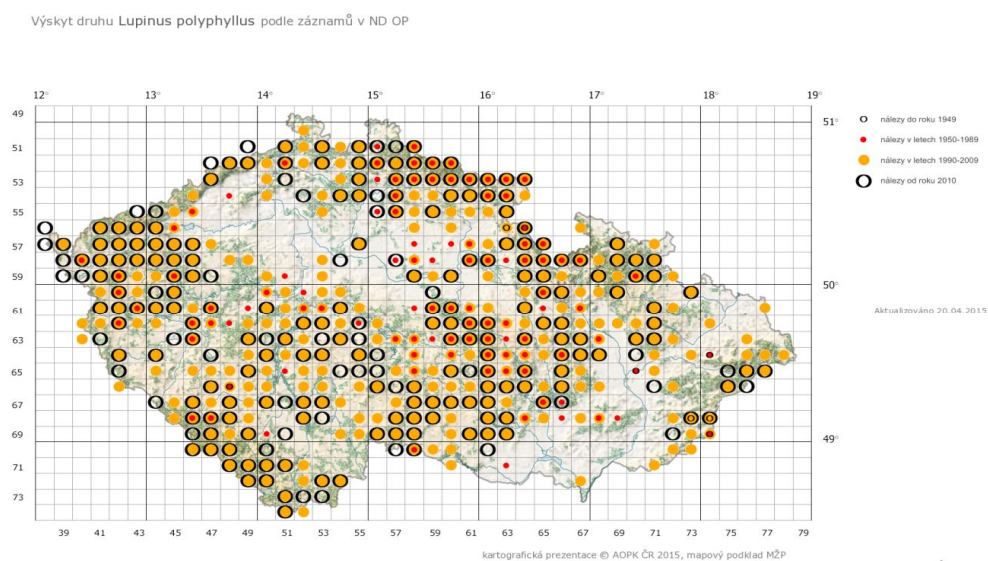 Výskyt druhu Lupinus polyphyllus podle záznamů v ND OP
12° 13° 14° 15° 16° 17° 18° 19°
49
51°
nálezy do roku 1949
51
nálezy v letech 1950-1989
nálezy v letech 1990-2009
53
nálezy od roku 2010
55
57
59
50°
61
Aktualizováno 20.04.2015
63
65
67
69
49°
71
73
39 41 43 45 47 49 51 53 55 57 59 61 63 65 67 69 71 73 75 77 79
kartografická prezentace © AOPK ČR 2015, mapový podklad MŽP